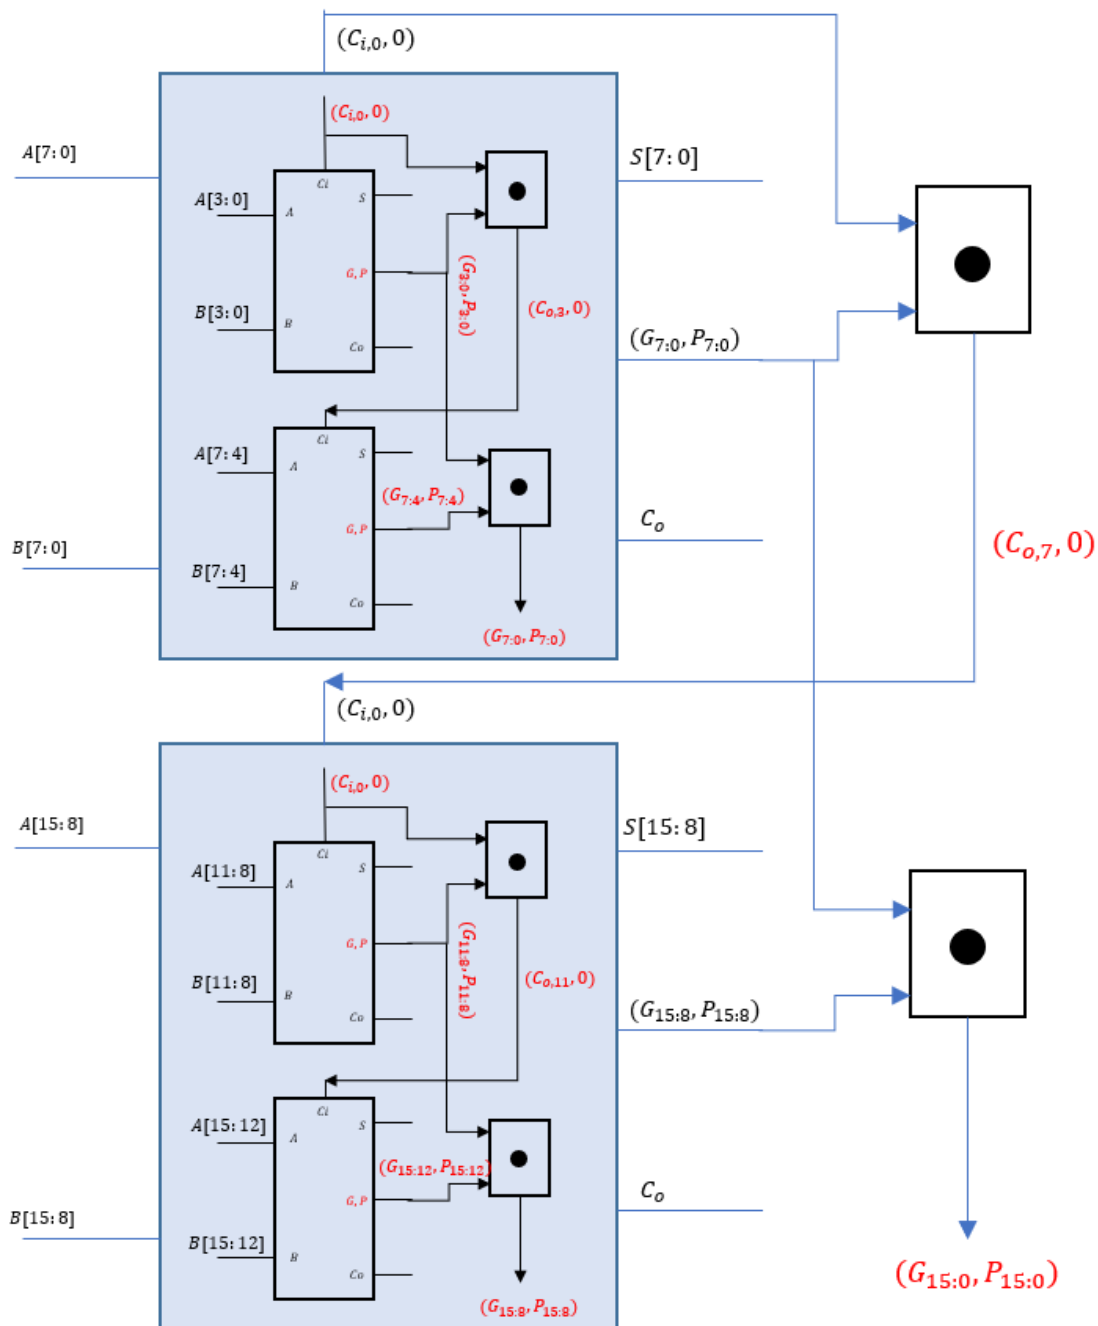 (C_{i,0}, 0)
A[7:0]
(C_{i,0}, 0)
S[7:0]
Ci
A[3:0]
A
S
G, P
(G_{3:0}, P_{3:0})
(C_{o,3}, 0)
B[3:0]
B
Co
(G_{7:0}, P_{7:0})
Ci
A[7:4]
A
S
(G_{7:4}, P_{7:4})
G, P
C_o
(C_{o,7}, 0)
B[7:0]
B[7:4]
B
Co
(G_{7:0}, P_{7:0})
(C_{i,0}, 0)
A[15:8]
(C_{i,0}, 0)
S[15:8]
Ci
A[11:8]
A
S
G, P
(G_{11:8}, P_{11:8})
(C_{o,11}, 0)
B[11:8]
B
Co
(G_{15:8}, P_{15:8})
Ci
A[15:12]
A
S
(G_{15:12}, P_{15:12})
G, P
C_o
B[15:8]
B[15:12]
B
Co
(G_{15:8}, P_{15:8})
(G_{15:0}, P_{15:0})